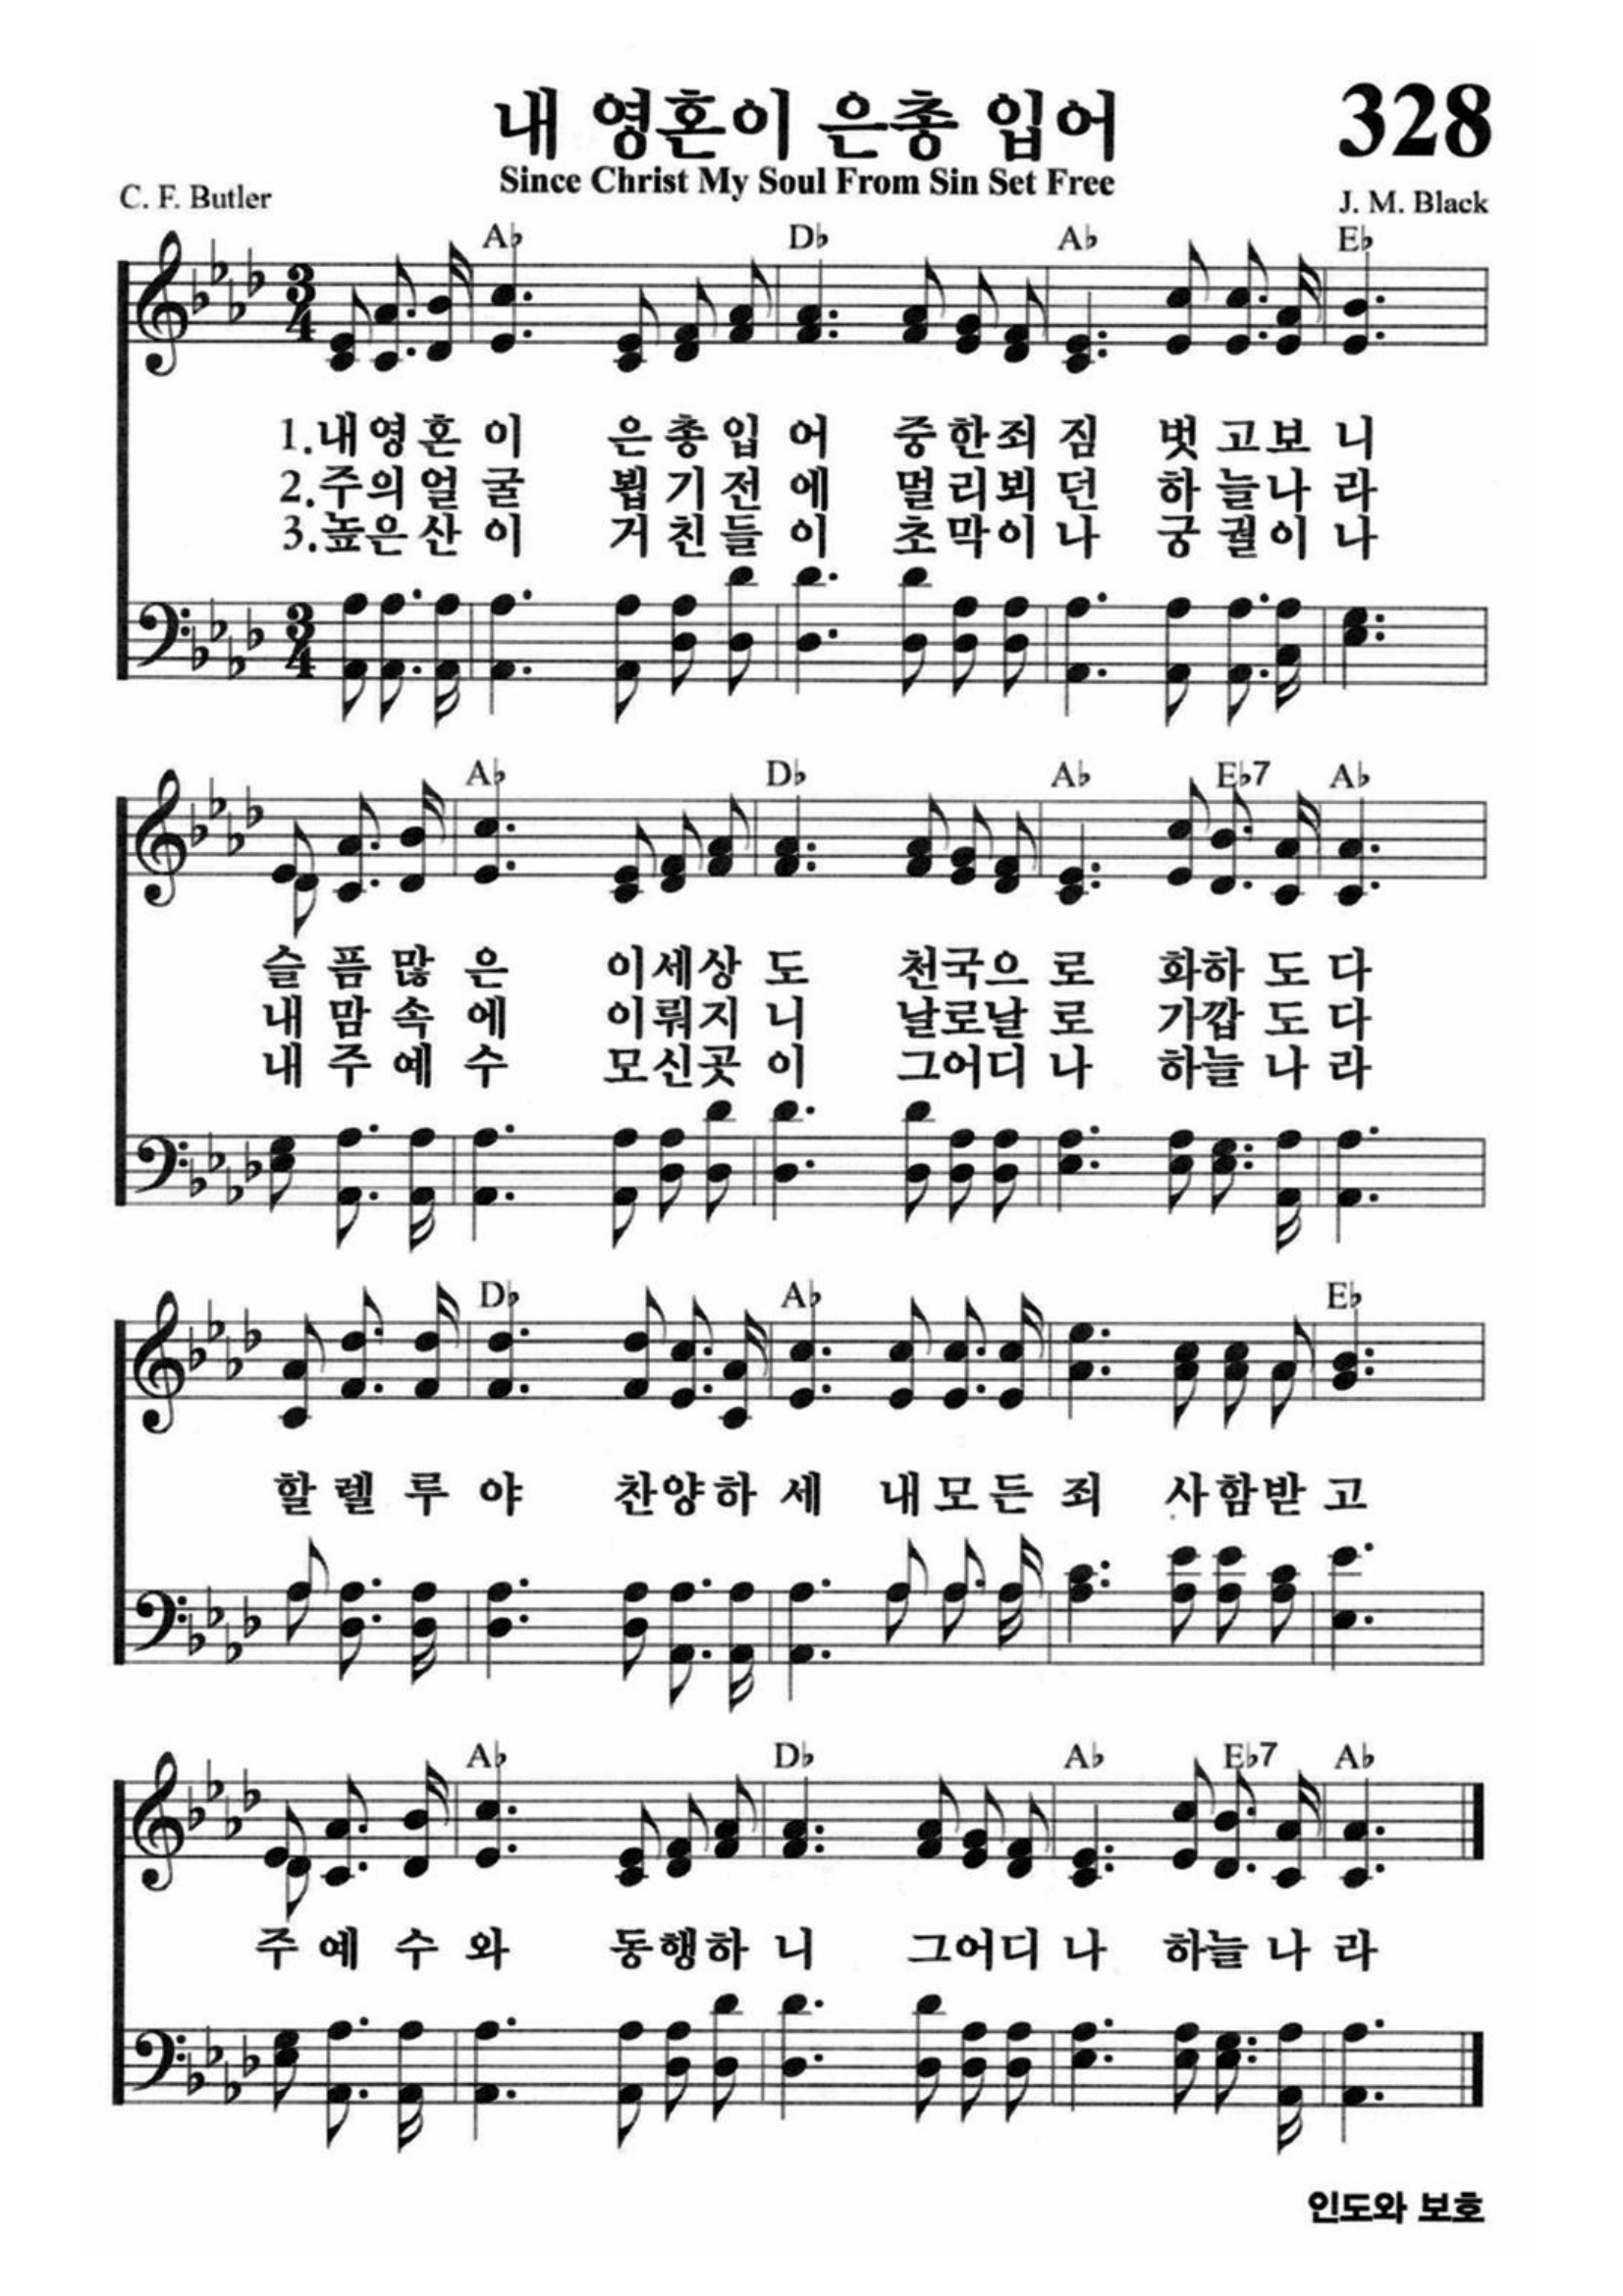 내 영혼이 은총 입어
328
Since Christ My Soul From Sin Set Free
C. F. Butler
J. M. Black
A♭ D♭ A♭ E♭
3/4
1.내영혼이 은총입어 중한죄짐 벗고보니
2.주의얼굴 뵙기전에 멀리뵈던 하늘나라
3.높은산이 거친들이 초막이나 궁궐이나
3/4
A♭ D♭ A♭ E♭7 A♭
슬픔많은 이세상도 천국으로 화하도다
내맘속에 이뤄지니 날로날로 가깝도다
내주예수 모신곳이 그어디나 하늘나라
D♭ A♭ E♭
할렐루야 찬양하세 내모든죄 사함받고
A♭ D♭ A♭ E♭7 A♭
주예수와 동행하니 그어디나 하늘나라
인도와 보호